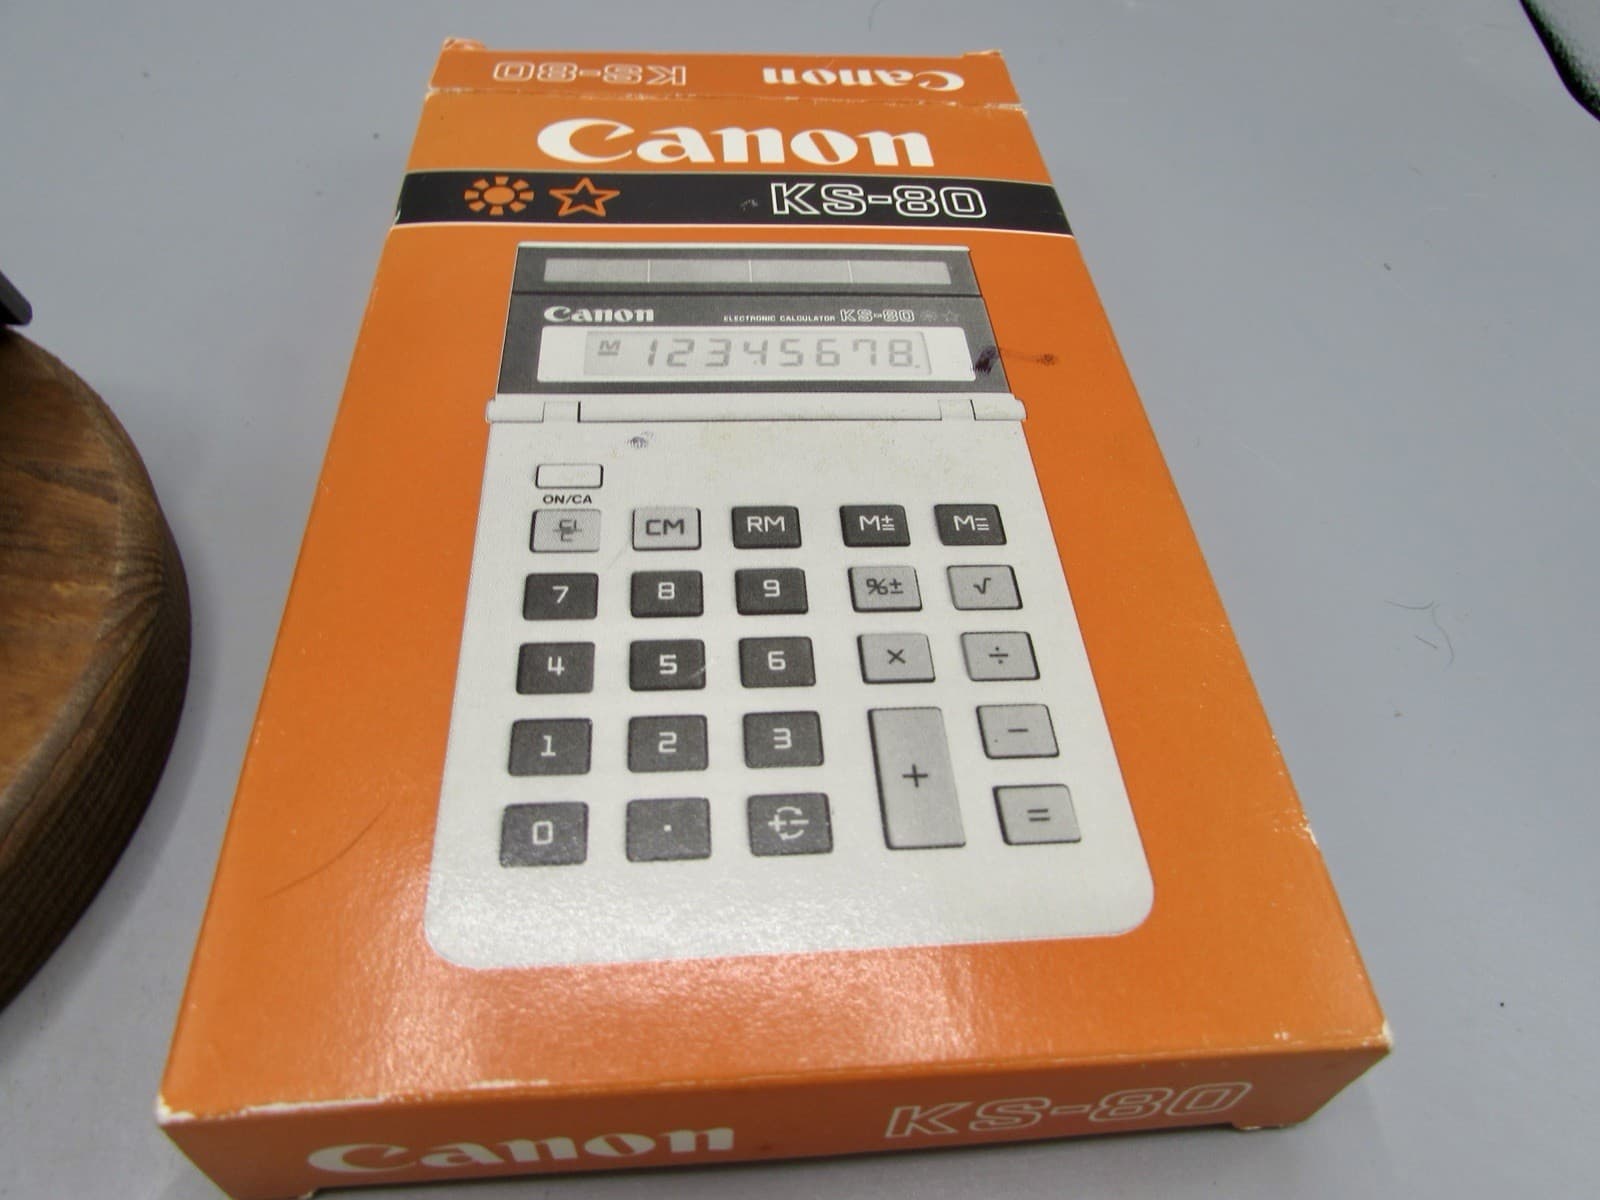 Canon KS-80
Canon
KS-80
Canon ELECTRONIC CALCULATOR KS-80
M 12345678.
ON/CA
CI/C CM RM M± M=
7 8 9 %± √
4 5 6 × ÷
1 2 3 + −
0 . +− =
Canon KS-80